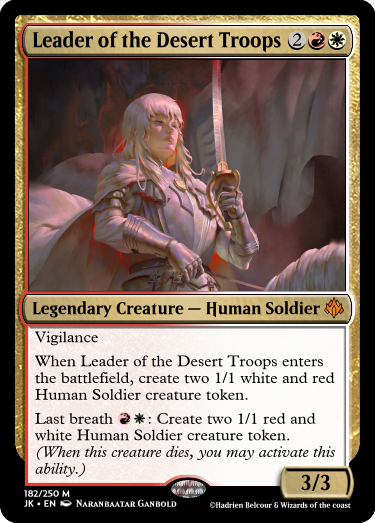 Leader of the Desert Troops 2
Legendary Creature — Human Soldier
Vigilance
When Leader of the Desert Troops enters
the battlefield, create two 1/1 white and red
Human Soldier creature token.
Last breath : Create two 1/1 red and
white Human Soldier creature token.
(When this creature dies, you may activate this
ability.)
3/3
182/250 M
JK • EN Naranbaatar Ganbold
©Hadrien Belcour & Wizards of the coast